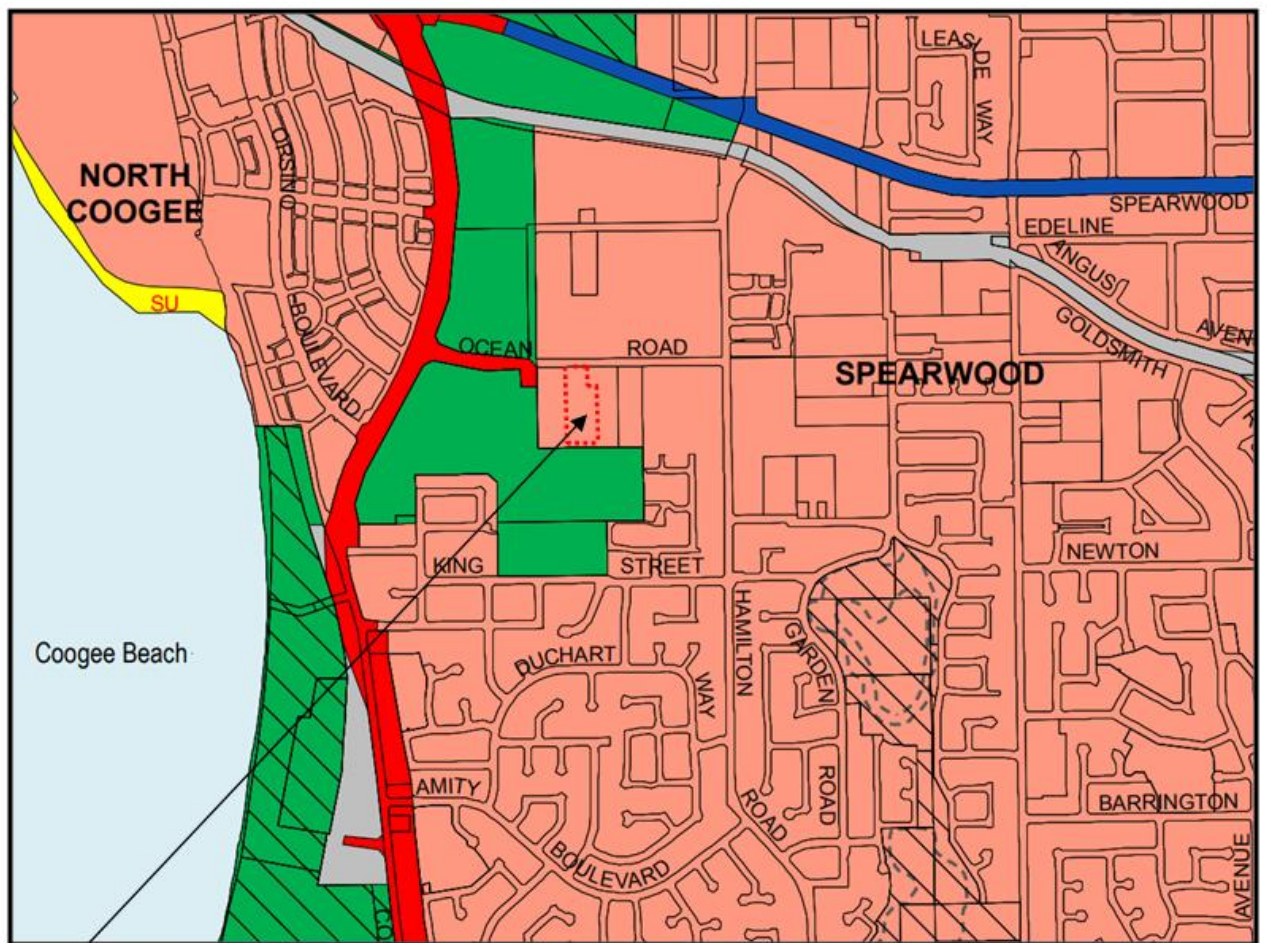 LEASIDE WAY
NORTH
COOGEE
ORSINO
SPEARWOOD
EDELINE
ANGUS
SU
BOULEVARD
GOLDSMITH
AVEN
OCEAN
ROAD
SPEARWOOD
NEWTON
KING
STREET
HAMILTON
GARDEN
Coogee Beach
DUCHART
WAY
ROAD
AMITY
ROAD
BARRINGTON
BOULEVARD
AVENUE
CO